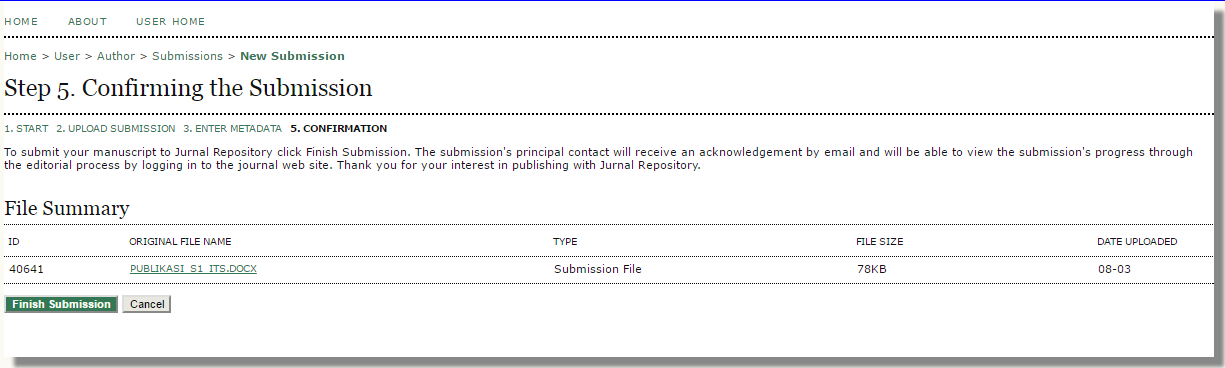 HOME ABOUT USER HOME
Home > User > Author > Submissions > New Submission
Step 5. Confirming the Submission
1. START 2. UPLOAD SUBMISSION 3. ENTER METADATA 5. CONFIRMATION
To submit your manuscript to Jurnal Repository click Finish Submission. The submission's principal contact will receive an acknowledgement by email and will be able to view the submission's progress through
the editorial process by logging in to the journal web site. Thank you for your interest in publishing with Jurnal Repository.
File Summary
ID ORIGINAL FILE NAME TYPE FILE SIZE DATE UPLOADED
40641 PUBLIKASI_S1_ITS.DOCX Submission File 78KB 08-03
Finish Submission Cancel